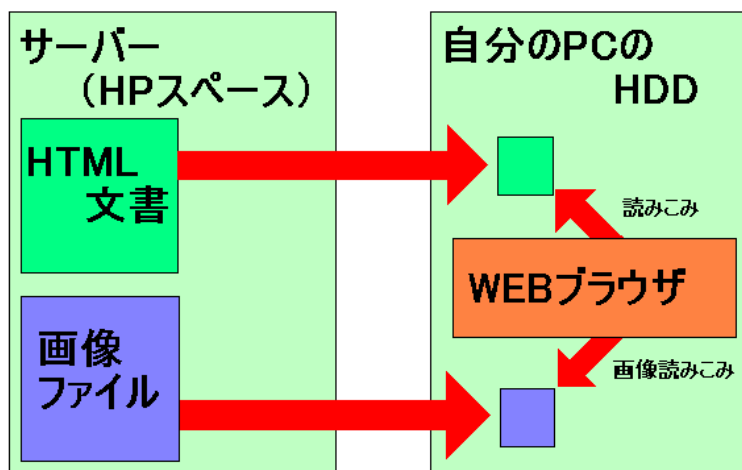 サーバー
（HPスペース）
HTML
文書
画像
ファイル
自分のPCの
HDD
読みこみ
WEBブラウザ
画像読みこみ